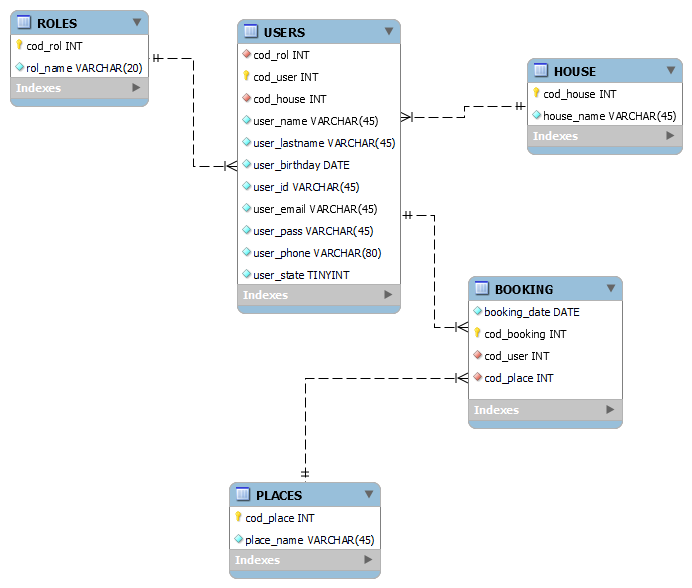 ROLES
cod_rol INT
rol_name VARCHAR(20)
Indexes
USERS
cod_rol INT
cod_user INT
cod_house INT
user_name VARCHAR(45)
user_lastname VARCHAR(45)
user_birthday DATE
user_id VARCHAR(45)
user_email VARCHAR(45)
user_pass VARCHAR(45)
user_phone VARCHAR(80)
user_state TINYINT
Indexes
HOUSE
cod_house INT
house_name VARCHAR(45)
Indexes
BOOKING
booking_date DATE
cod_booking INT
cod_user INT
cod_place INT
Indexes
PLACES
cod_place INT
place_name VARCHAR(45)
Indexes